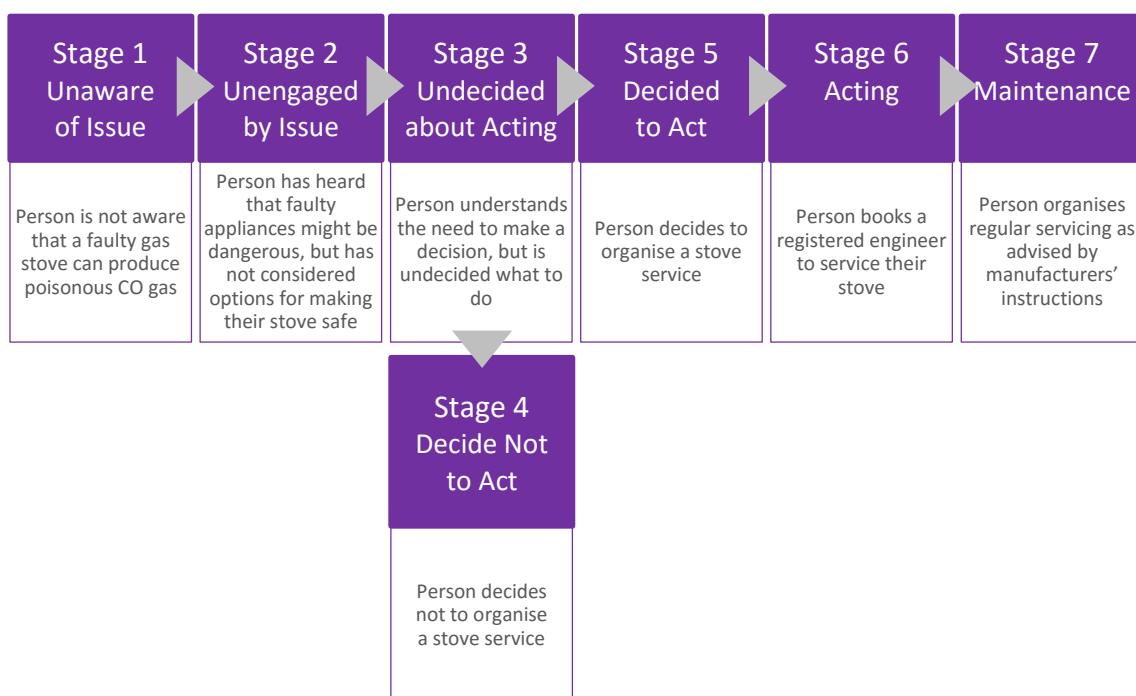 Stage 1
Unaware
of Issue
Person is not aware
that a faulty gas
stove can produce
poisonous CO gas
Stage 2
Unengaged
by Issue
Person has heard
that faulty
appliances might be
dangerous, but has
not considered
options for making
their stove safe
Stage 3
Undecided
about Acting
Person understands
the need to make a
decision, but is
undecided what to
do
Stage 4
Decide Not
to Act
Person decides
not to organise
a stove service
Stage 5
Decided
to Act
Person decides to
organise a stove
service
Stage 6
Acting
Person books a
registered engineer
to service their
stove
Stage 7
Maintenance
Person organises
regular servicing as
advised by
manufacturers’
instructions